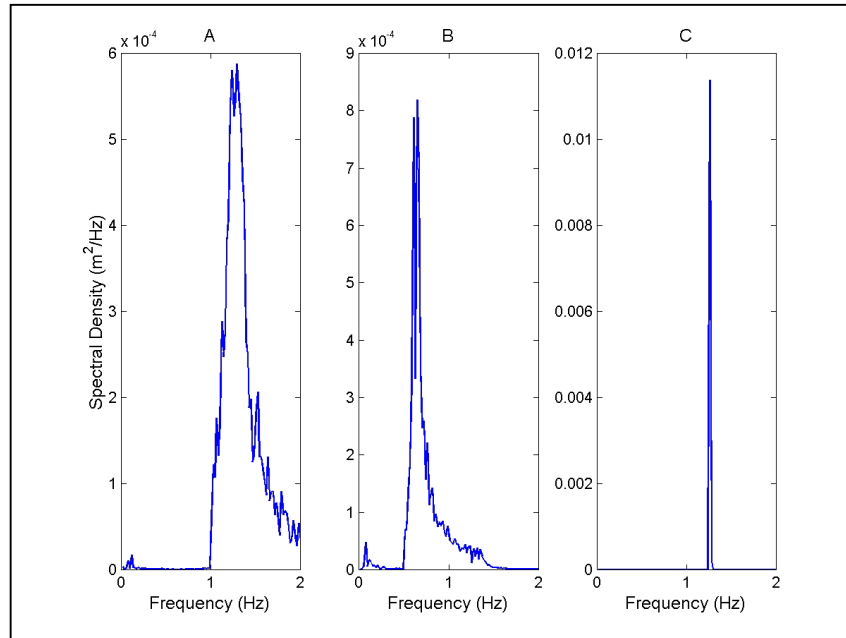 A
B
C
x 10-4
x 10-4
6
5
4
3
2
1
0
9
8
7
6
5
4
3
2
1
0
0.012
0.01
0.008
0.006
0.004
0.002
0
Spectral Density (m2/Hz)
0 1 2
0 1 2
0 1 2
Frequency (Hz)
Frequency (Hz)
Frequency (Hz)